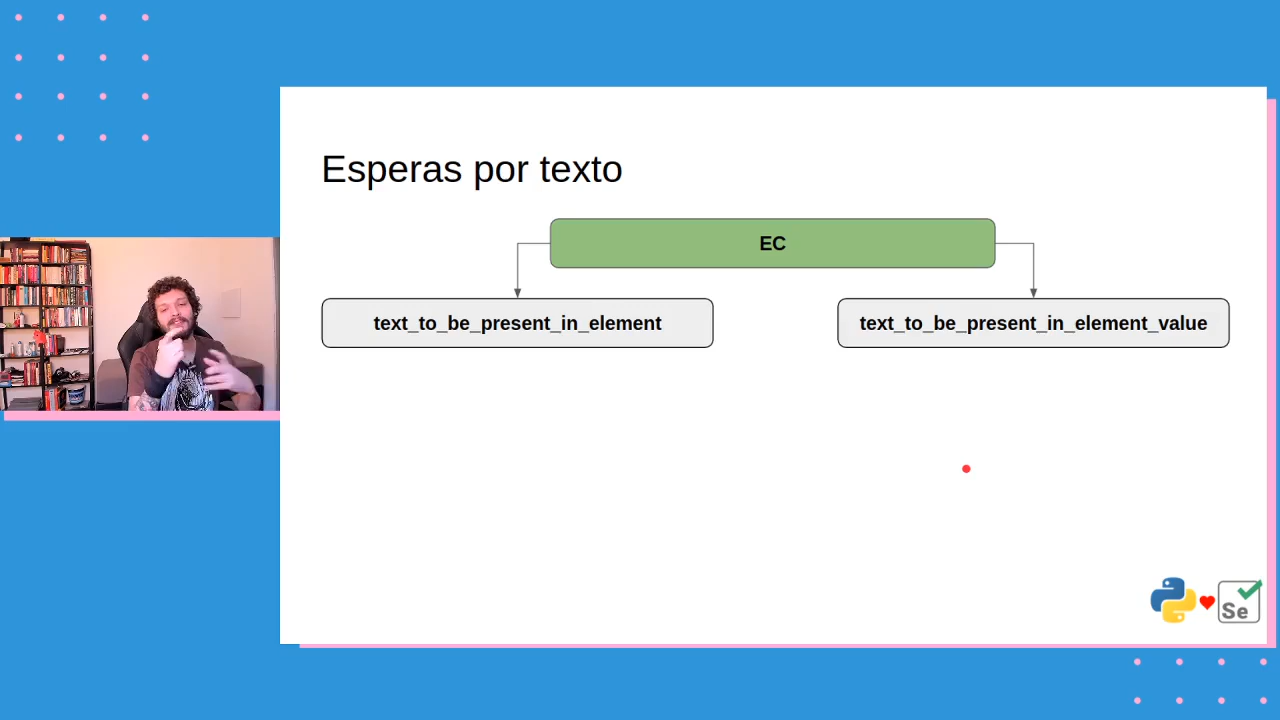 Esperas por texto
EC
text_to_be_present_in_element
text_to_be_present_in_element_value
Se